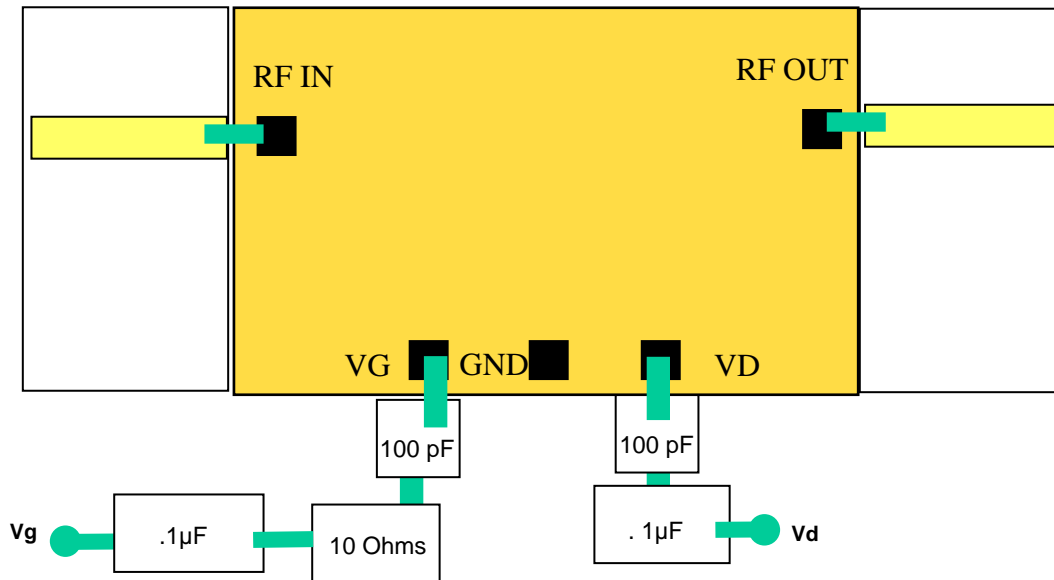 RF IN
RF OUT
VG
GND
VD
100 pF
100 pF
Vg
.1µF
10 Ohms
. 1µF
Vd